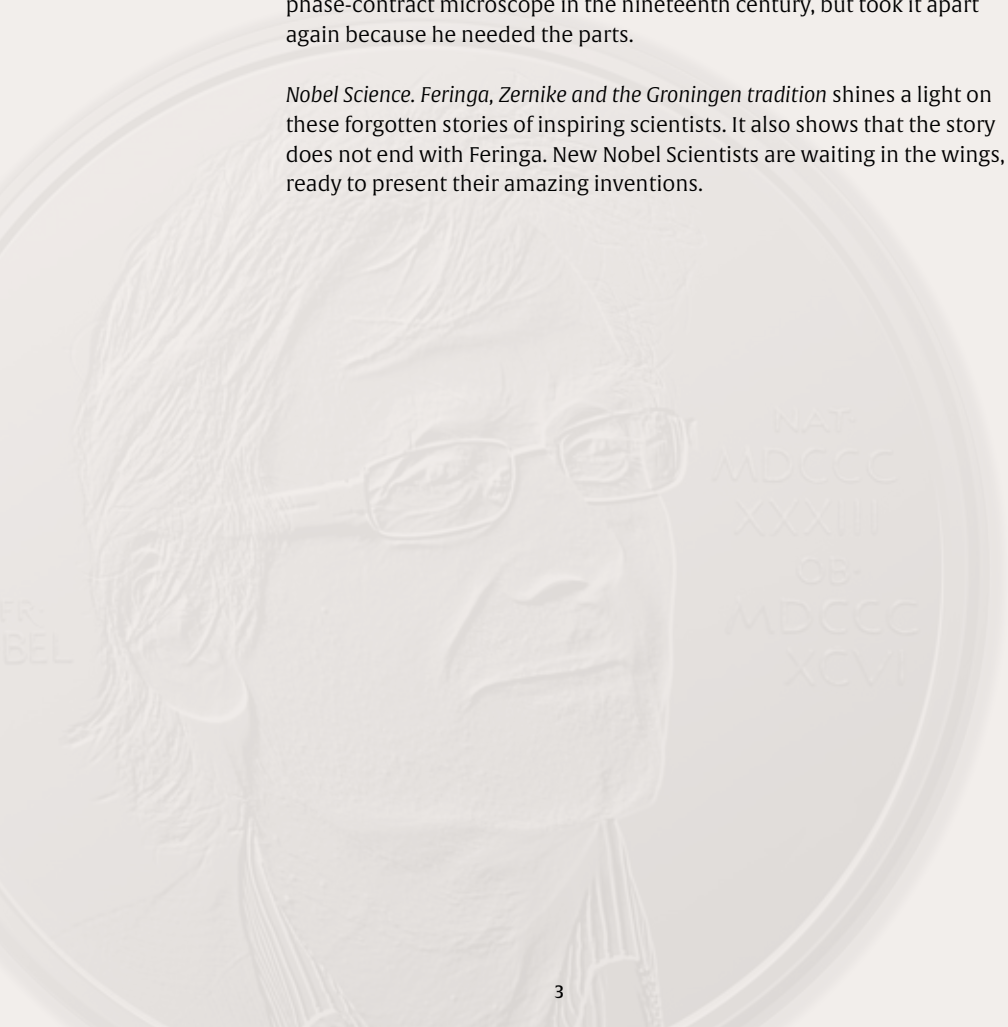 phase-contract microscope in the nineteenth century, but took it apart
again because he needed the parts.
Nobel Science. Feringa, Zernike and the Groningen tradition shines a light on
these forgotten stories of inspiring scientists. It also shows that the story
does not end with Feringa. New Nobel Scientists are waiting in the wings,
ready to present their amazing inventions.
NAT·
MDCCC
XXXIII
OB·
MDCCC
XCVI
FR·
BEL
3